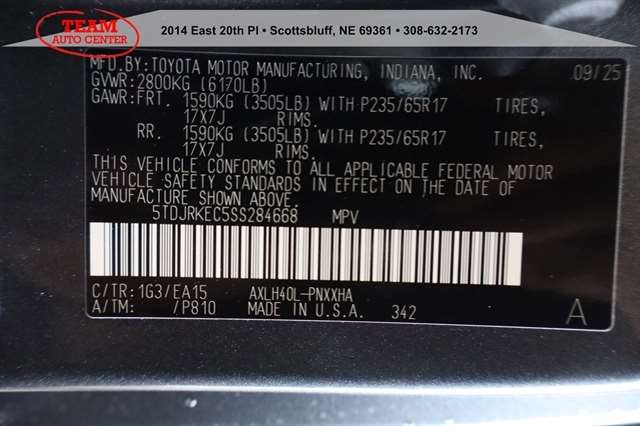 TEAM
AUTO CENTER
2014 East 20th Pl • Scottsbluff, NE 69361 • 308-632-2173
MFD.BY:TOYOTA MOTOR MANUFACTURING, INDIANA, INC. 09/25
GVWR:2800KG (6170LB)
GAWR:FRT. 1590KG (3505LB) WITH P235/65R17 TIRES,
17X7J RIMS.
RR. 1590KG (3505LB) WITH P235/65R17 TIRES,
17X7J RIMS.
THIS VEHICLE CONFORMS TO ALL APPLICABLE FEDERAL MOTOR
VEHICLE SAFETY STANDARDS IN EFFECT ON THE DATE OF
MANUFACTURE SHOWN ABOVE.
5TDJRKEC5SS284668 MPV
C/TR:1G3/EA15 AXLH40L-PNXXHA
A/TM: /P810 MADE IN U.S.A. 342 A